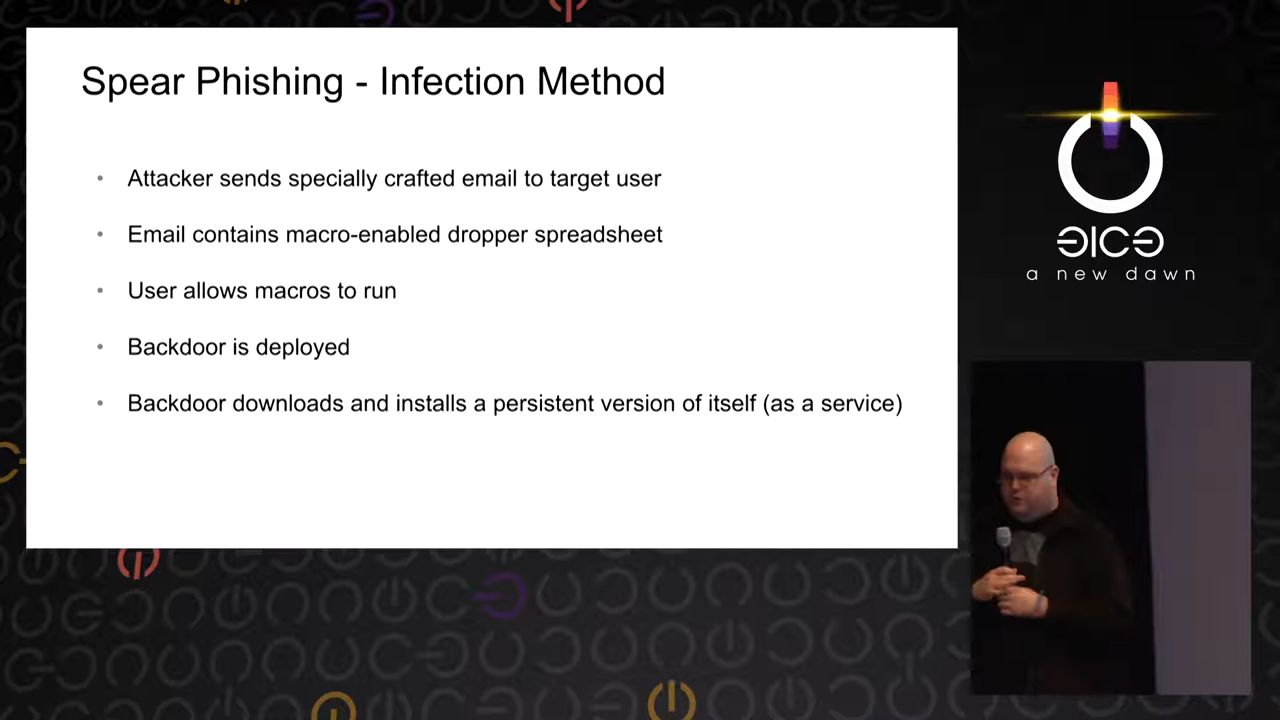 Spear Phishing - Infection Method
• Attacker sends specially crafted email to target user
• Email contains macro-enabled dropper spreadsheet
• User allows macros to run
• Backdoor is deployed
• Backdoor downloads and installs a persistent version of itself (as a service)
a new dawn